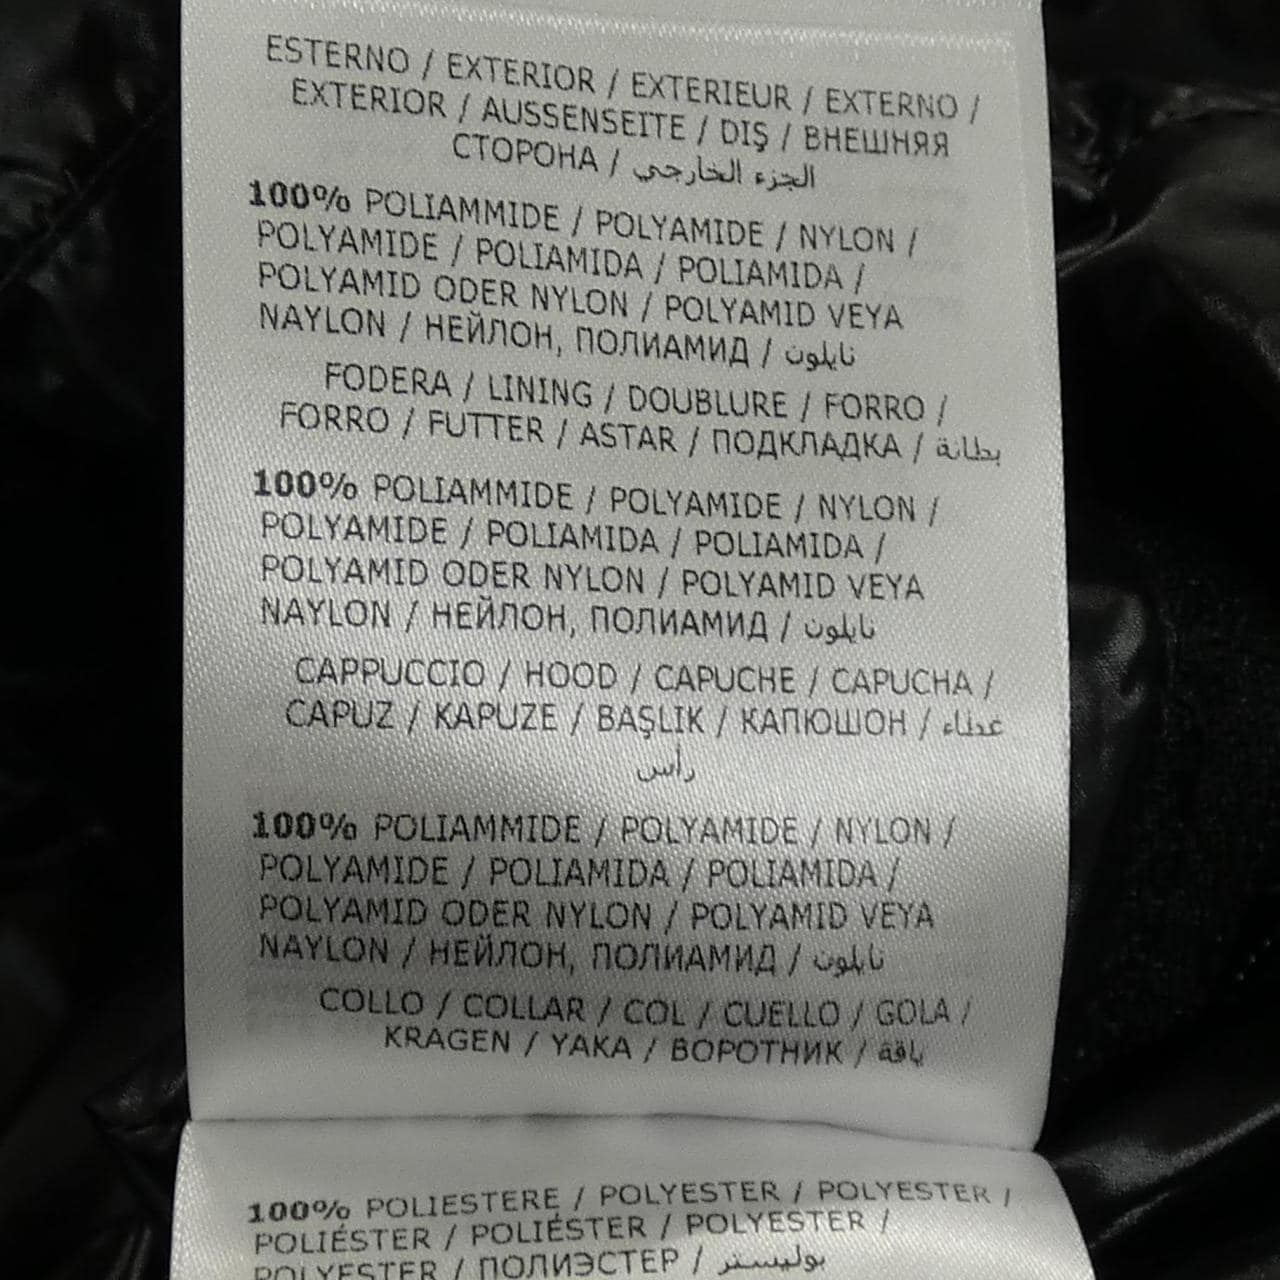 ESTERNO / EXTERIOR / EXTERIEUR / EXTERNO /
EXTERIOR / AUSSENSEITE / DIŞ / ВНЕШНЯЯ
СТОРОНА / الجزء الخارجي
100% POLIAMMIDE / POLYAMIDE / NYLON /
POLYAMIDE / POLIAMIDA / POLIAMIDA /
POLYAMID ODER NYLON / POLYAMID VEYA
NAYLON / НЕЙЛОН, ПОЛИАМИД / نايلون
FODERA / LINING / DOUBLURE / FORRO /
FORRO / FUTTER / ASTAR / ПОДКЛАДКА / بطانة
100% POLIAMMIDE / POLYAMIDE / NYLON /
POLYAMIDE / POLIAMIDA / POLIAMIDA /
POLYAMID ODER NYLON / POLYAMID VEYA
NAYLON / НЕЙЛОН, ПОЛИАМИД / نايلون
CAPPUCCIO / HOOD / CAPUCHE / CAPUCHA /
CAPUZ / KAPUZE / BAŞLIK / КАПЮШОН / غطاء
رأس
100% POLIAMMIDE / POLYAMIDE / NYLON /
POLYAMIDE / POLIAMIDA / POLIAMIDA /
POLYAMID ODER NYLON / POLYAMID VEYA
NAYLON / НЕЙЛОН, ПОЛИАМИД / نايلون
COLLO / COLLAR / COL / CUELLO / GOLA /
KRAGEN / YAKA / ВОРОТНИК / ياقة
100% POLIESTERE / POLYESTER / POLYESTER /
POLIÉSTER / POLIÉSTER / POLYESTER /
POLYESTER / ПОЛИЭСТЕР / بوليستر